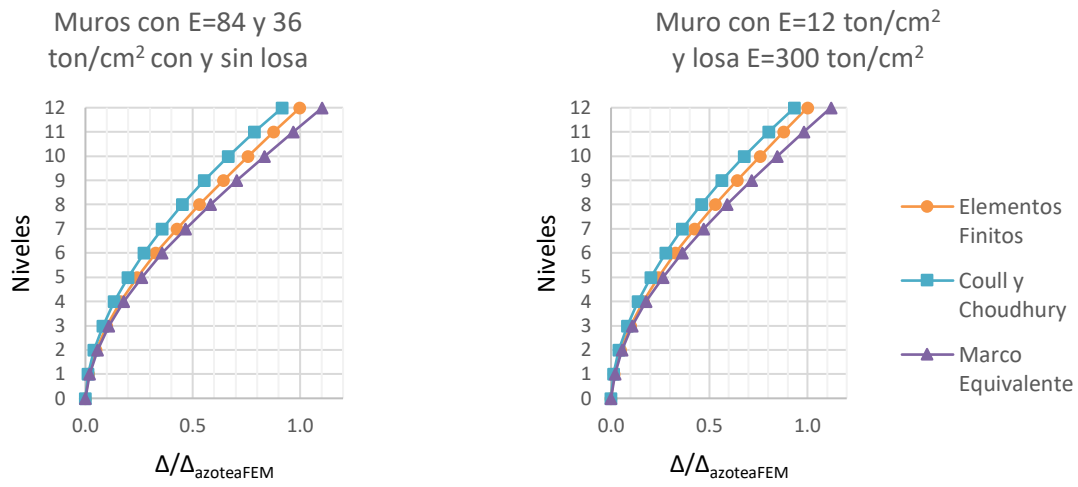 Muros con E=84 y 36
ton/cm² con y sin losa
12
11
10
9
8
7
6
5
4
3
2
1
0
Niveles
0.0
0.5
1.0
Δ/Δazotea​FEM
Muro con E=12 ton/cm²
y losa E=300 ton/cm²
12
11
10
9
8
7
6
5
4
3
2
1
0
Niveles
0.0
0.5
1.0
Δ/ΔazoteaFEM
Elementos
Finitos
Coull y
Choudhury
Marco
Equivalente